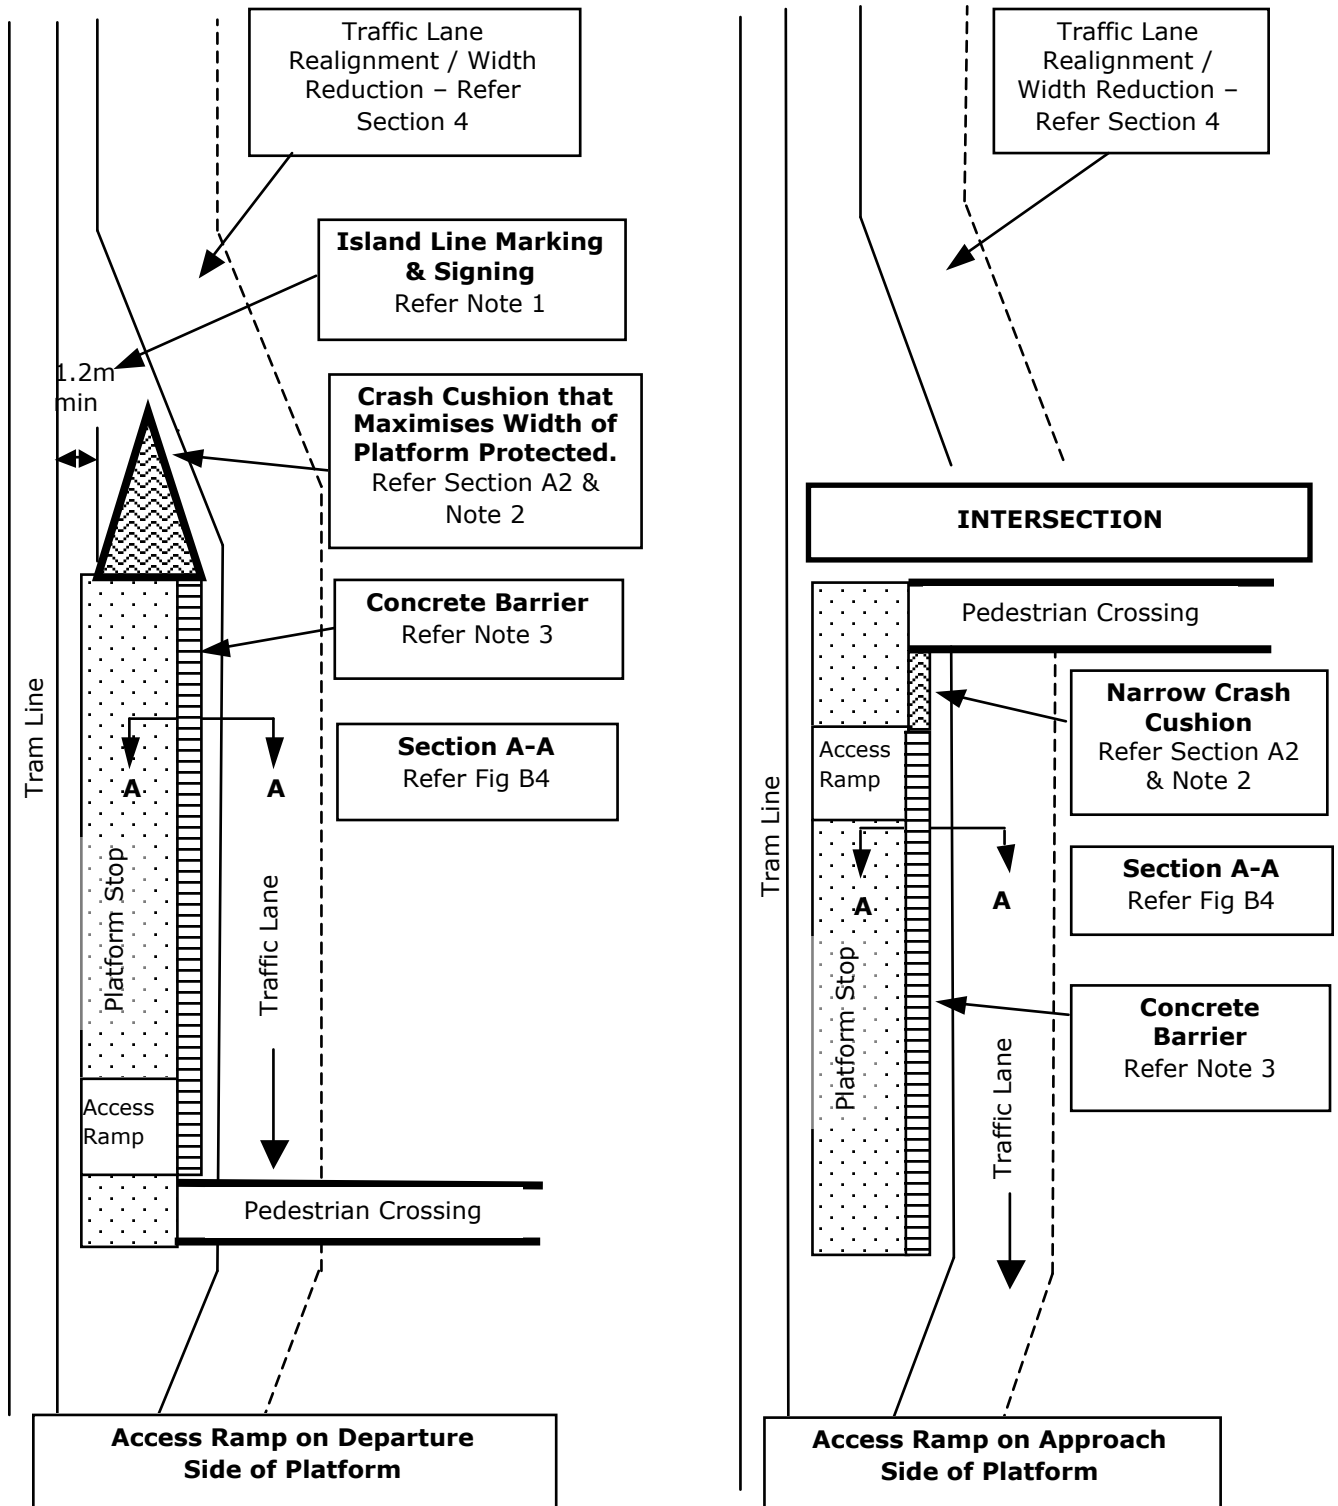 Traffic Lane
Realignment / Width
Reduction – Refer
Section 4
Island Line Marking
& Signing
Refer Note 1
1.2m
min
Crash Cushion that
Maximises Width of
Platform Protected.
Refer Section A2 &
Note 2
Concrete Barrier
Refer Note 3
Tram Line
Section A-A
Refer Fig B4
A
A
Platform Stop
Traffic Lane
Access
Ramp
Pedestrian Crossing
Access Ramp on Departure
Side of Platform
Traffic Lane
Realignment /
Width Reduction –
Refer Section 4
INTERSECTION
Pedestrian Crossing
Narrow Crash
Cushion
Refer Section A2
& Note 2
Access
Ramp
Tram Line
Section A-A
Refer Fig B4
A
A
Platform Stop
Concrete
Barrier
Refer Note 3
Traffic Lane
Access Ramp on Approach
Side of Platform